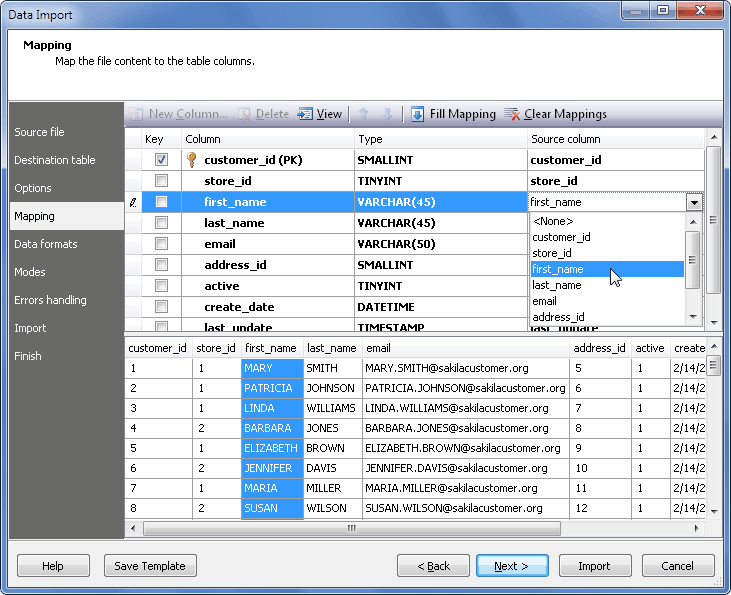 Data Import
Mapping
Map the file content to the table columns.
Source file
Destination table
Options
Mapping
Data formats
Modes
Errors handling
Import
Finish
New Column... Delete View Fill Mapping Clear Mappings
Key Column Type Source column
customer_id (PK) SMALLINT customer_id
store_id TINYINT store_id
first_name VARCHAR(45) first_name
last_name VARCHAR(45)
email VARCHAR(50)
address_id SMALLINT
active TINYINT
create_date DATETIME
last_update TIMESTAMP last_update
<None>
customer_id
store_id
first_name
last_name
email
address_id
customer_id store_id first_name last_name email address_id active create
1 1 MARY SMITH MARY.SMITH@sakilacustomer.org 5 1 2/14/2
2 1 PATRICIA JOHNSON PATRICIA.JOHNSON@sakilacustomer.org 6 1 2/14/2
3 1 LINDA WILLIAMS LINDA.WILLIAMS@sakilacustomer.org 7 1 2/14/2
4 2 BARBARA JONES BARBARA.JONES@sakilacustomer.org 8 1 2/14/2
5 1 ELIZABETH BROWN ELIZABETH.BROWN@sakilacustomer.org 9 1 2/14/2
6 2 JENNIFER DAVIS JENNIFER.DAVIS@sakilacustomer.org 10 1 2/14/2
7 1 MARIA MILLER MARIA.MILLER@sakilacustomer.org 11 1 2/14/2
8 2 SUSAN WILSON SUSAN.WILSON@sakilacustomer.org 12 1 2/14/2
Help Save Template < Back Next > Import Cancel